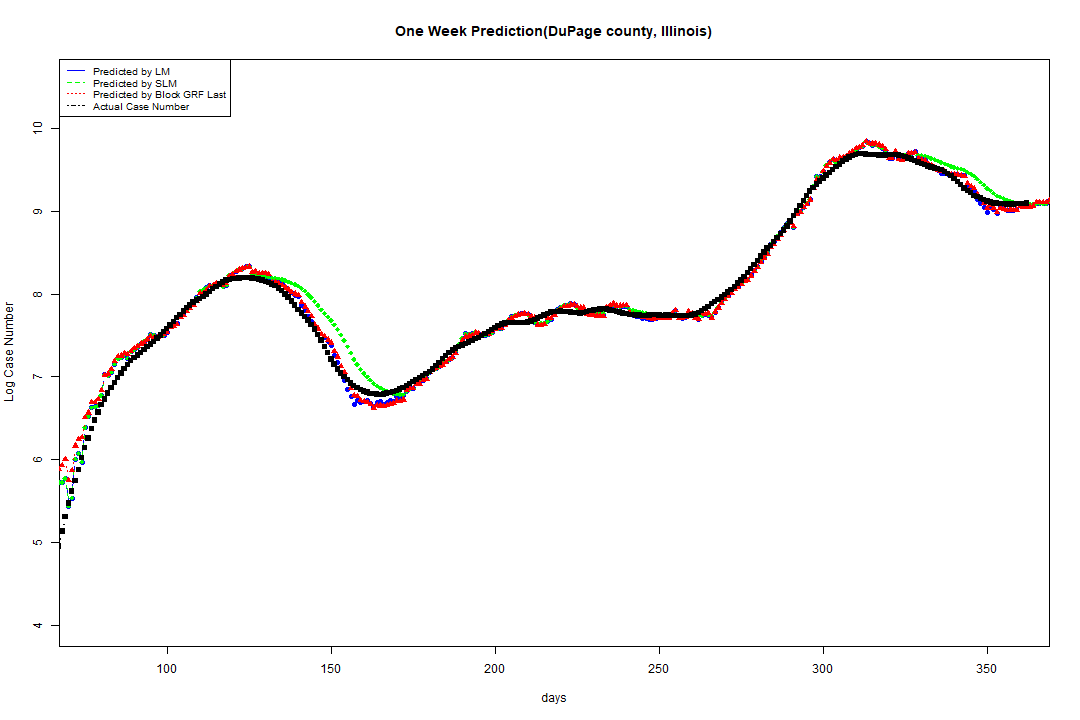 One Week Prediction(DuPage county, Illinois)
Predicted by LM
Predicted by SLM
Predicted by Block GRF Last
Actual Case Number
10
9
8
7
6
5
4
Log Case Number
100 150 200 250 300 350
days